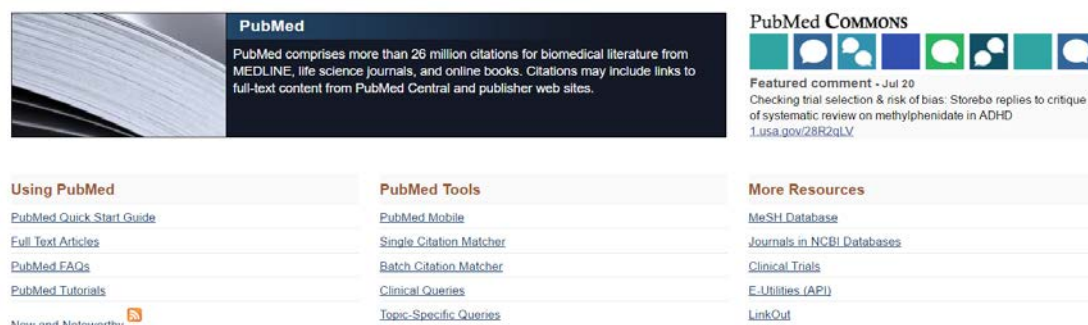 PubMed
PubMed comprises more than 26 million citations for biomedical literature from
MEDLINE, life science journals, and online books. Citations may include links to
full-text content from PubMed Central and publisher web sites.
PubMed COMMONS
Featured comment - Jul 20
Checking trial selection & risk of bias: Storebø replies to critique
of systematic review on methylphenidate in ADHD
1.usa.gov/28R2qLV
Using PubMed
PubMed Quick Start Guide
Full Text Articles
PubMed FAQs
PubMed Tutorials
New and Noteworthy
PubMed Tools
PubMed Mobile
Single Citation Matcher
Batch Citation Matcher
Clinical Queries
Topic-Specific Queries
More Resources
MeSH Database
Journals in NCBI Databases
Clinical Trials
E-Utilities (API)
LinkOut